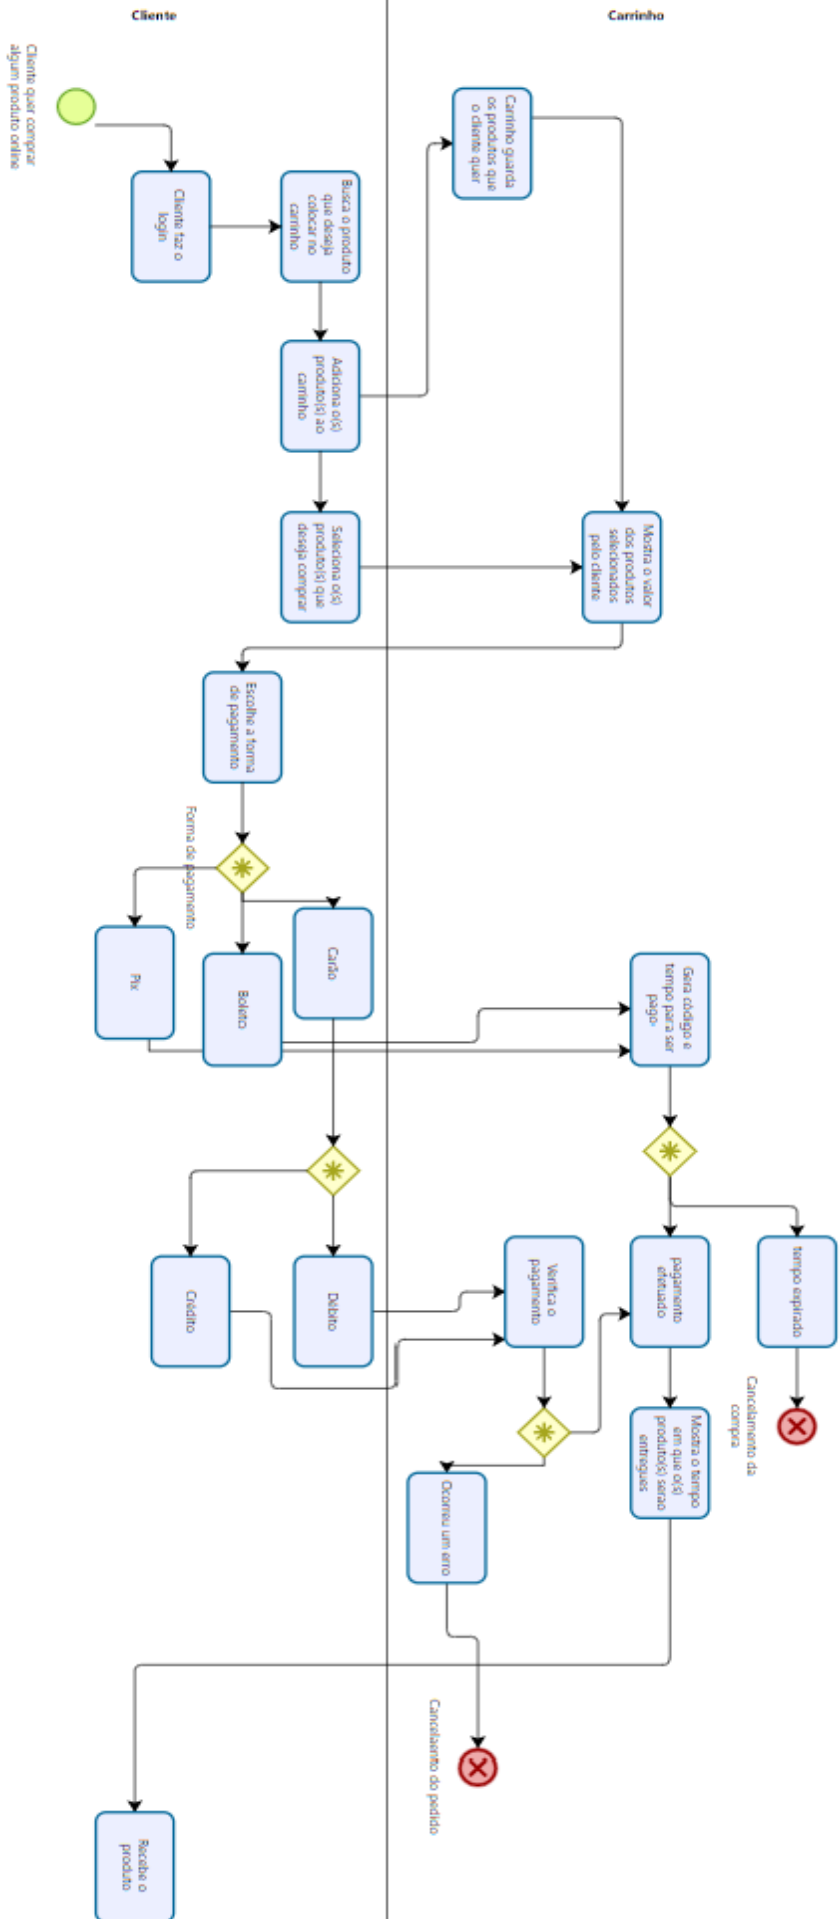 Cliente
Carrinho
Cliente quer comprar
algum produto online
Cliente faz o
login
Busca o produto
que deseja
colocar no
carrinho
Carrinho guarda
os produtos que
o cliente quer
Adiciona o(s)
produto(s) ao
carrinho
Seleciona o(s)
produto(s) que
deseja comprar
Mostra o valor
dos produtos
selecionados
pelo cliente
Escolhe a forma
de pagamento
Forma de pagamento
Carão
Boleto
Pix
Gera código e
tempo para ser
pago
Crédito
Débito
Verifica o
pagamento
pagamento
efetuado
tempo expirado
Cancelamento da
compra
Mostra o tempo
em que o(s)
produto(s) serao
entregues
Ocorreu um erro
Cancelaento do pedido
Recebe o
produto